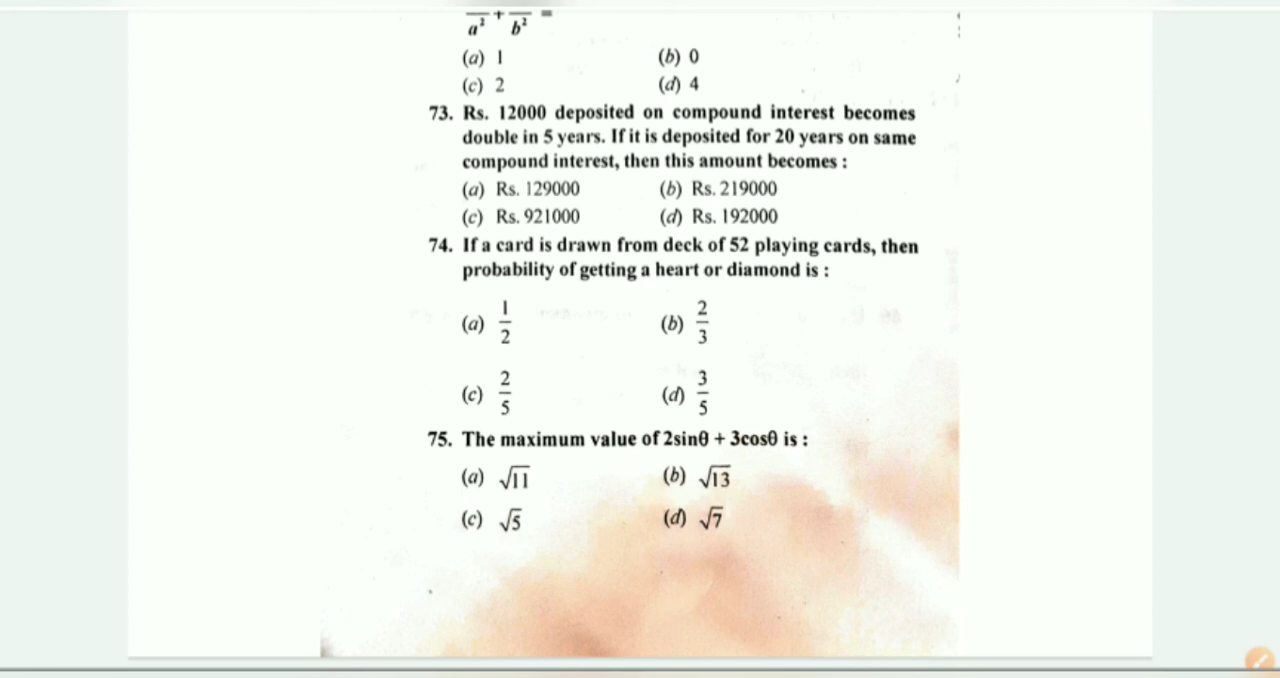 a² + b² =
(a) 1 (b) 0
(c) 2 (d) 4
73. Rs. 12000 deposited on compound interest becomes
double in 5 years. If it is deposited for 20 years on same
compound interest, then this amount becomes :
(a) Rs. 129000 (b) Rs. 219000
(c) Rs. 921000 (d) Rs. 192000
74. If a card is drawn from deck of 52 playing cards, then
probability of getting a heart or diamond is :
(a) 1/2 (b) 2/3
(c) 2/5 (d) 3/5
75. The maximum value of 2sinθ + 3cosθ is :
(a) √11 (b) √13
(c) √5 (d) √7